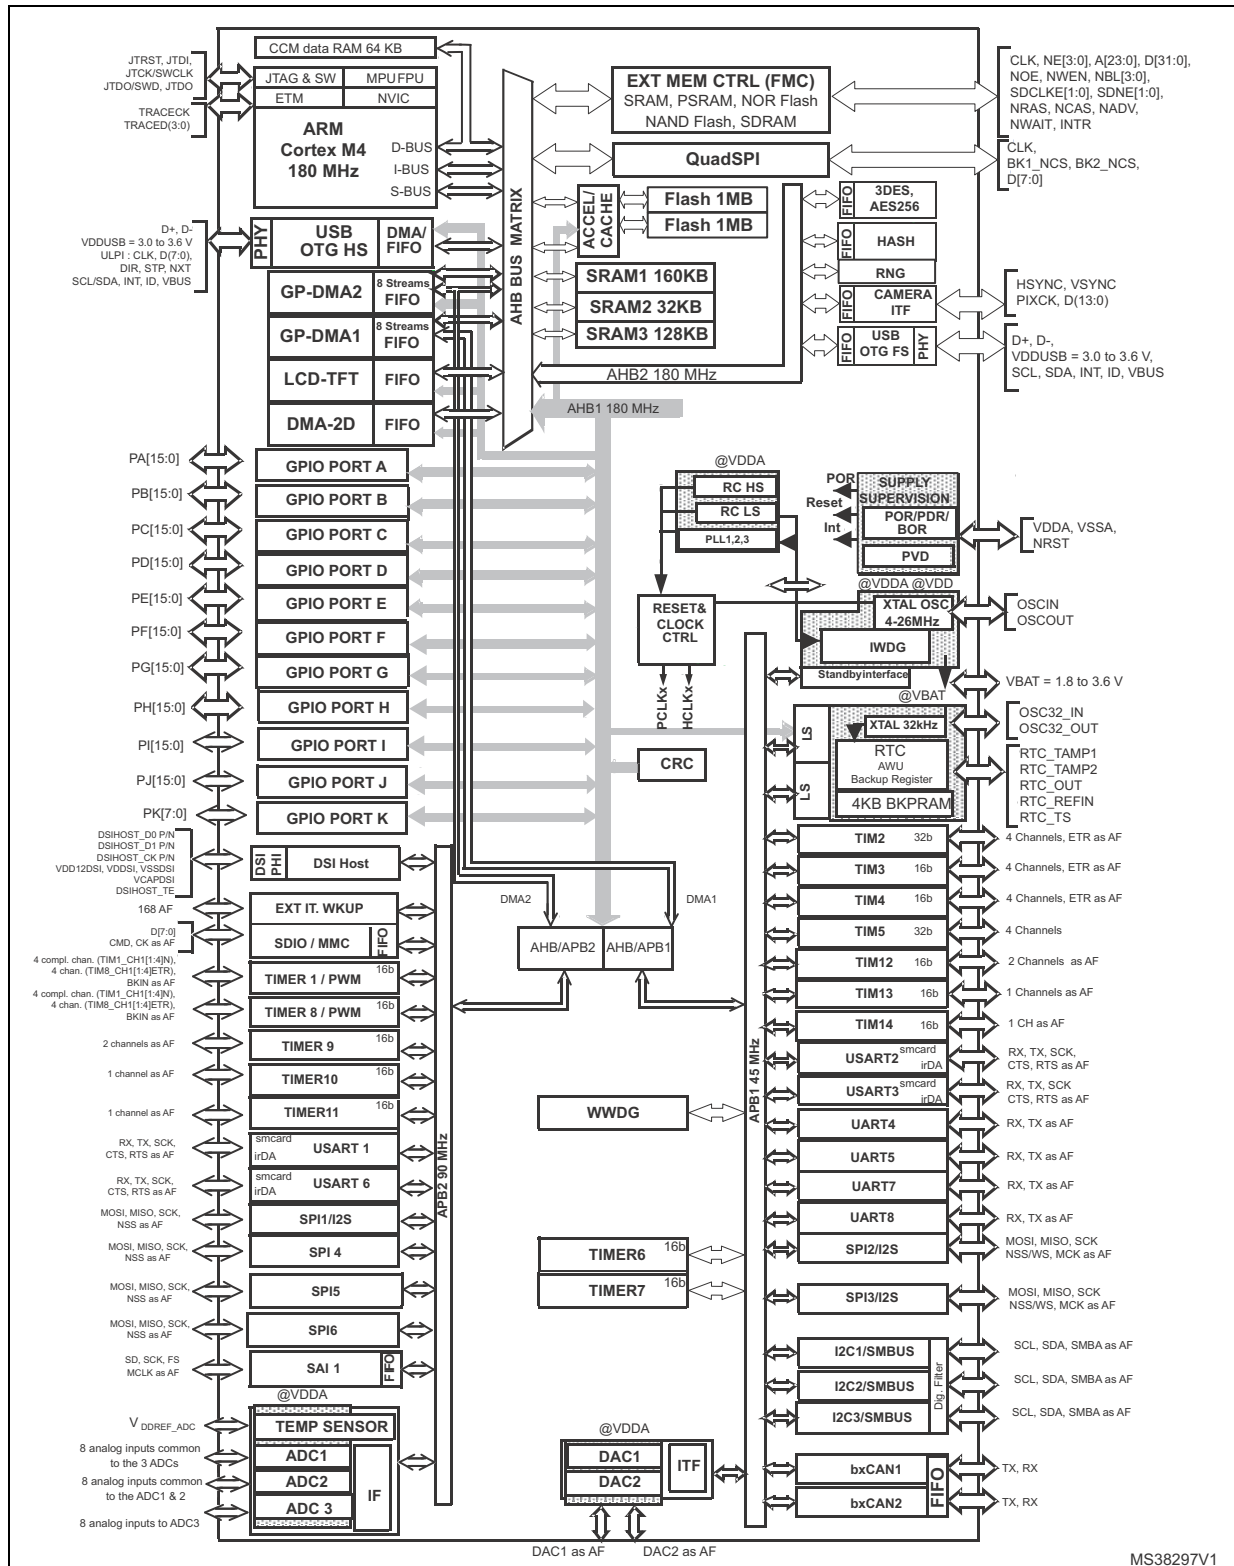 CCM data RAM 64 KB
JTRST, JTDI,
JTCK/SWCLK
JTDO/SWD, JTDO
JTAG & SW
MPUFPU
ETM
NVIC
TRACECK
TRACED(3:0)
ARM
Cortex M4
180 MHz
D-BUS
I-BUS
S-BUS
AHB BUS MATRIX
EXT MEM CTRL (FMC)
SRAM, PSRAM, NOR Flash
NAND Flash, SDRAM
CLK, NE[3:0], A[23:0], D[31:0],
NOE, NWEN, NBL[3:0],
SDCLKE[1:0], SDNE[1:0],
NRAS, NCAS, NADV,
NWAIT, INTR
QuadSPI
CLK,
BK1_NCS, BK2_NCS,
D[7:0]
ACCEL/
CACHE
Flash 1MB
Flash 1MB
SRAM1 160KB
SRAM2 32KB
SRAM3 128KB
FIFO
3DES,
AES256
FIFO
HASH
RNG
FIFO
CAMERA
ITF
HSYNC, VSYNC
PIXCK, D(13:0)
FIFO
USB
OTG FS
PHY
D+, D-,
VDDUSB = 3.0 to 3.6 V,
SCL, SDA, INT, ID, VBUS
AHB2 180 MHz
AHB1 180 MHz
D+, D-
VDDUSB = 3.0 to 3.6 V
ULPI : CLK, D(7:0),
DIR, STP, NXT
SCL/SDA, INT, ID, VBUS
PHY
USB
OTG HS
DMA/
FIFO
GP-DMA2
8 Streams
FIFO
GP-DMA1
8 Streams
FIFO
LCD-TFT
FIFO
DMA-2D
FIFO
PA[15:0]
GPIO PORT A
PB[15:0]
GPIO PORT B
PC[15:0]
GPIO PORT C
PD[15:0]
GPIO PORT D
PE[15:0]
GPIO PORT E
PF[15:0]
GPIO PORT F
PG[15:0]
GPIO PORT G
PH[15:0]
GPIO PORT H
PI[15:0]
GPIO PORT I
PJ[15:0]
GPIO PORT J
PK[7:0]
GPIO PORT K
@VDDA
RC HS
RC LS
PLL1,2,3
POR
Reset
Int
SUPPLY
SUPERVISION
POR/PDR/
BOR
PVD
VDDA, VSSA,
NRST
@VDDA @VDD
RESET&
CLOCK
CTRL
PCLKx
HCLKx
XTAL OSC
4-26MHz
OSCIN
OSCOUT
IWDG
Standbyinterface
@VBAT
VBAT = 1.8 to 3.6 V
LS
LS
XTAL 32kHz
OSC32_IN
OSC32_OUT
RTC
AWU
Backup Register
4KB BKPRAM
RTC_TAMP1
RTC_TAMP2
RTC_OUT
RTC_REFIN
RTC_TS
CRC
DSIHOST_D0 P/N
DSIHOST_D1 P/N
DSIHOST_CK P/N
VDD12DSI, VDDSI, VSSDSI
VCAPDSI
DSIHOST_TE
DSI
PHI
DSI Host
168 AF
EXT IT. WKUP
D[7:0]
CMD, CK as AF
SDIO / MMC
FIFO
4 compl. chan. (TIM1_CH1[1:4]N),
4 chan. (TIM8_CH1[1:4]ETR),
BKIN as AF
TIMER 1 / PWM
16b
4 compl. chan. (TIM1_CH1[1:4]N),
4 chan. (TIM8_CH1[1:4]ETR),
BKIN as AF
TIMER 8 / PWM
16b
2 channels as AF
TIMER 9
16b
1 channel as AF
TIMER10
16b
1 channel as AF
TIMER11
16b
RX, TX, SCK,
CTS, RTS as AF
smcard
irDA
USART 1
RX, TX, SCK,
CTS, RTS as AF
smcard
irDA
USART 6
MOSI, MISO, SCK,
NSS as AF
SPI1/I2S
MOSI, MISO, SCK,
NSS as AF
SPI 4
MOSI, MISO, SCK,
NSS as AF
SPI5
MOSI, MISO, SCK,
NSS as AF
SPI6
SD, SCK, FS
MCLK as AF
SAI 1
FIFO
@VDDA
VDDREF_ADC
TEMP SENSOR
8 analog inputs common
to the 3 ADCs
ADC1
8 analog inputs common
to the ADC1 & 2
ADC2
8 analog inputs to ADC3
ADC 3
IF
APB2 90 MHz
DMA2
DMA1
AHB/APB2
AHB/APB1
WWDG
TIMER6
16b
TIMER7
16b
@VDDA
DAC1
DAC2
ITF
DAC1 as AF
DAC2 as AF
APB1 45 MHz
TIM2
32b
4 Channels, ETR as AF
TIM3
16b
4 Channels, ETR as AF
TIM4
16b
4 Channels, ETR as AF
TIM5
32b
4 Channels
TIM12
16b
2 Channels as AF
TIM13
16b
1 Channels as AF
TIM14
16b
1 CH as AF
USART2
smcard
irDA
RX, TX, SCK,
CTS, RTS as AF
USART3
smcard
irDA
RX, TX, SCK
CTS, RTS as AF
UART4
RX, TX as AF
UART5
RX, TX as AF
UART7
RX, TX as AF
UART8
RX, TX as AF
SPI2/I2S
MOSI, MISO, SCK
NSS/WS, MCK as AF
SPI3/I2S
MOSI, MISO, SCK
NSS/WS, MCK as AF
I2C1/SMBUS
SCL, SDA, SMBA as AF
I2C2/SMBUS
SCL, SDA, SMBA as AF
I2C3/SMBUS
SCL, SDA, SMBA as AF
Dig. Filter
bxCAN1
TX, RX
bxCAN2
TX, RX
FIFO
MS38297V1